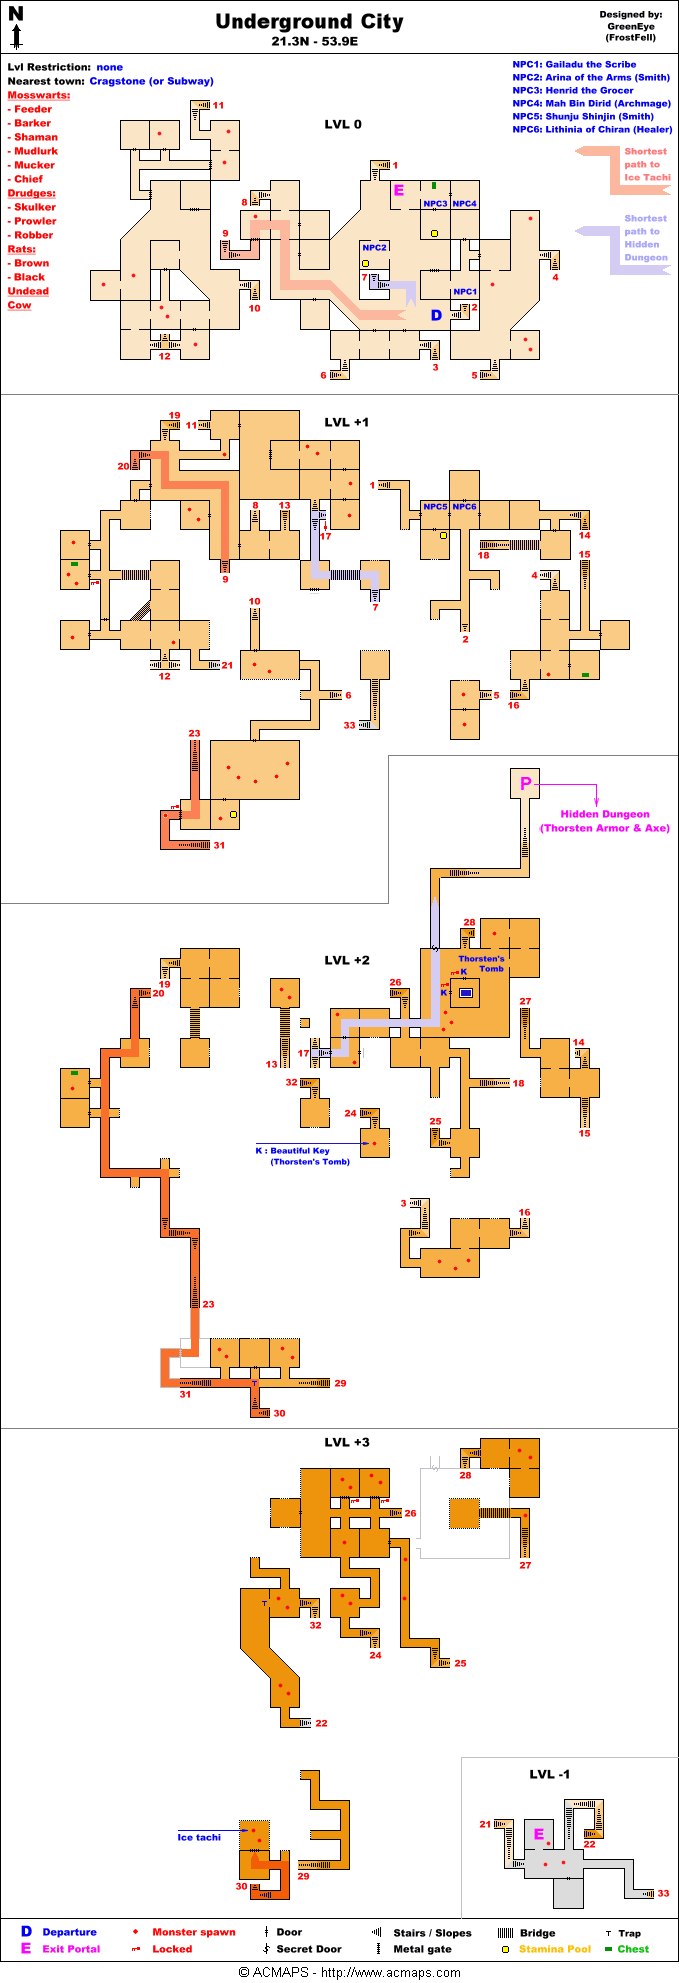 N
Underground City
21.3N - 53.9E
Designed by:
GreenEye
(FrostFell)
Lvl Restriction: none
Nearest town: Cragstone (or Subway)
Mosswarts:
- Feeder
- Barker
- Shaman
- Mudlurk
- Mucker
- Chief
Drudges:
- Skulker
- Prowler
- Robber
Rats:
- Brown
- Black
Undead
Cow
NPC1: Gailadu the Scribe
NPC2: Arina of the Arms (Smith)
NPC3: Henrid the Grocer
NPC4: Mah Bin Dirid (Archmage)
NPC5: Shunju Shinjin (Smith)
NPC6: Lithinia of Chiran (Healer)
Shortest
path to
Ice Tachi
Shortest
path to
Hidden
Dungeon
LVL 0
11
1
E
NPC3 NPC4
8
9
NPC2
7
4
10
NPC1
D
2
12
6
3
5
LVL +1
19
11
20
1
8
13
17
NPC5 NPC6
14
18
15
9
7
4
10
2
12
21
6
5
16
33
23
31
P
Hidden Dungeon
(Thorsten Armor & Axe)
LVL +2
28
Thorsten's
Tomb
K
K
19
20
26
27
17
13
14
32
18
24
25
15
K : Beautiful Key
(Thorsten's Tomb)
3
16
23
T
31
29
30
LVL +3
28
26
27
T
32
24
25
22
Ice tachi
30
29
LVL -1
21
E
22
33
D Departure
Monster spawn
Door
Stairs / Slopes
Bridge
T Trap
E Exit Portal
Locked
S Secret Door
Metal gate
Stamina Pool
Chest
© ACMAPS - http://www.acmaps.com